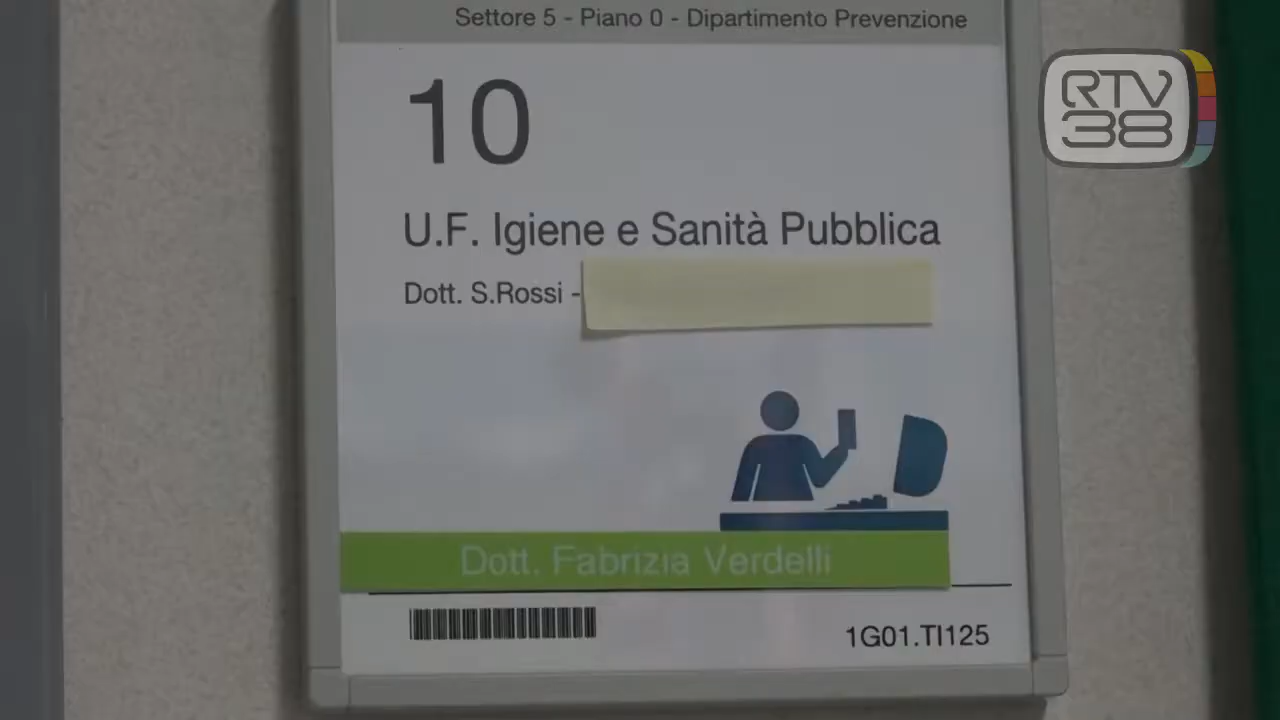 Settore 5 - Piano 0 - Dipartimento Prevenzione
RTV
38
10
U.F. Igiene e Sanità Pubblica
Dott. S.Rossi -
Dott. Fabrizia Verdelli
1G01.TI125